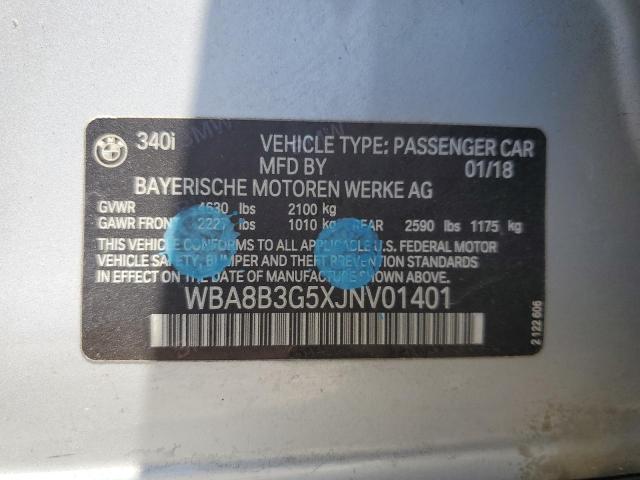 340i VEHICLE TYPE: PASSENGER CAR
MFD BY 01/18
BAYERISCHE MOTOREN WERKE AG
GVWR 4630 lbs 2100 kg
GAWR FRONT 2227 lbs 1010 kg REAR 2590 lbs 1175 kg
THIS VEHICLE CONFORMS TO ALL APPLICABLE U.S. FEDERAL MOTOR
VEHICLE SAFETY, BUMPER AND THEFT PREVENTION STANDARDS
IN EFFECT ON THE DATE OF MANUFACTURE SHOWN ABOVE.
WBA8B3G5XJNV01401
2 122 606